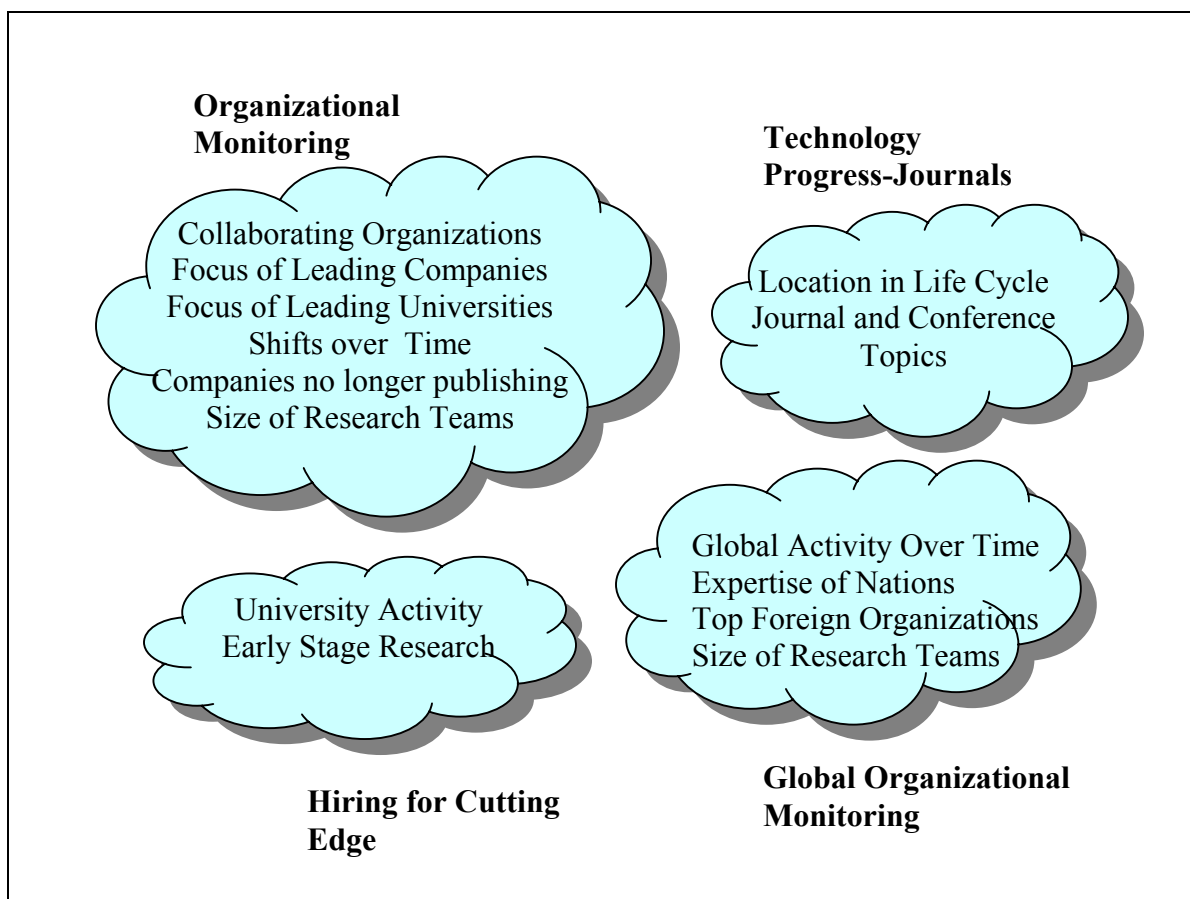 Organizational
Monitoring
Collaborating Organizations
Focus of Leading Companies
Focus of Leading Universities
Shifts over  Time
Companies no longer publishing
Size of Research Teams
Technology
Progress-Journals
Location in Life Cycle
Journal and Conference
Topics
University Activity
Early Stage Research
Hiring for Cutting
Edge
Global Activity Over Time
Expertise of Nations
Top Foreign Organizations
Size of Research Teams
Global Organizational
Monitoring